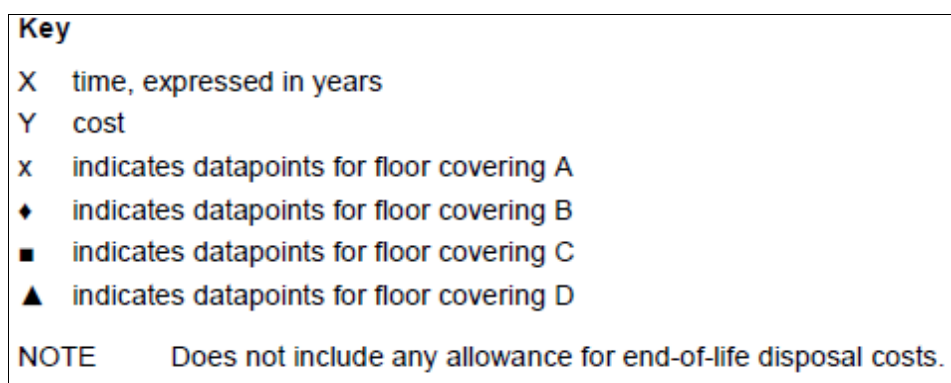 Key
X time, expressed in years
Y cost
x indicates datapoints for floor covering A
♦ indicates datapoints for floor covering B
■ indicates datapoints for floor covering C
▲ indicates datapoints for floor covering D
NOTE Does not include any allowance for end-of-life disposal costs.